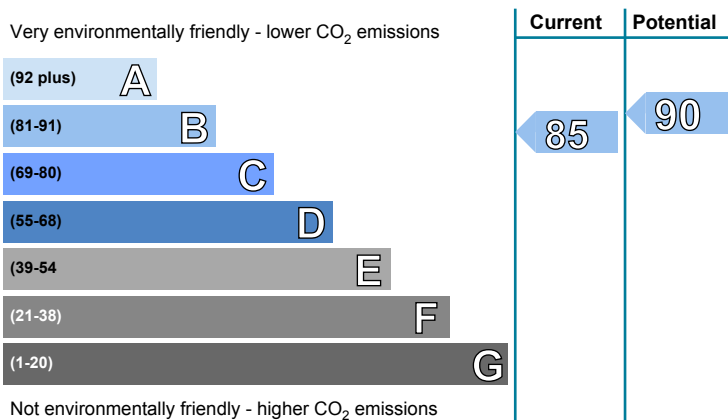 Current Potential
Very environmentally friendly - lower CO2 emissions
(92 plus) A
(81-91) B
85 90
(69-80) C
(55-68) D
(39-54 E
(21-38) F
(1-20) G
Not environmentally friendly - higher CO2 emissions